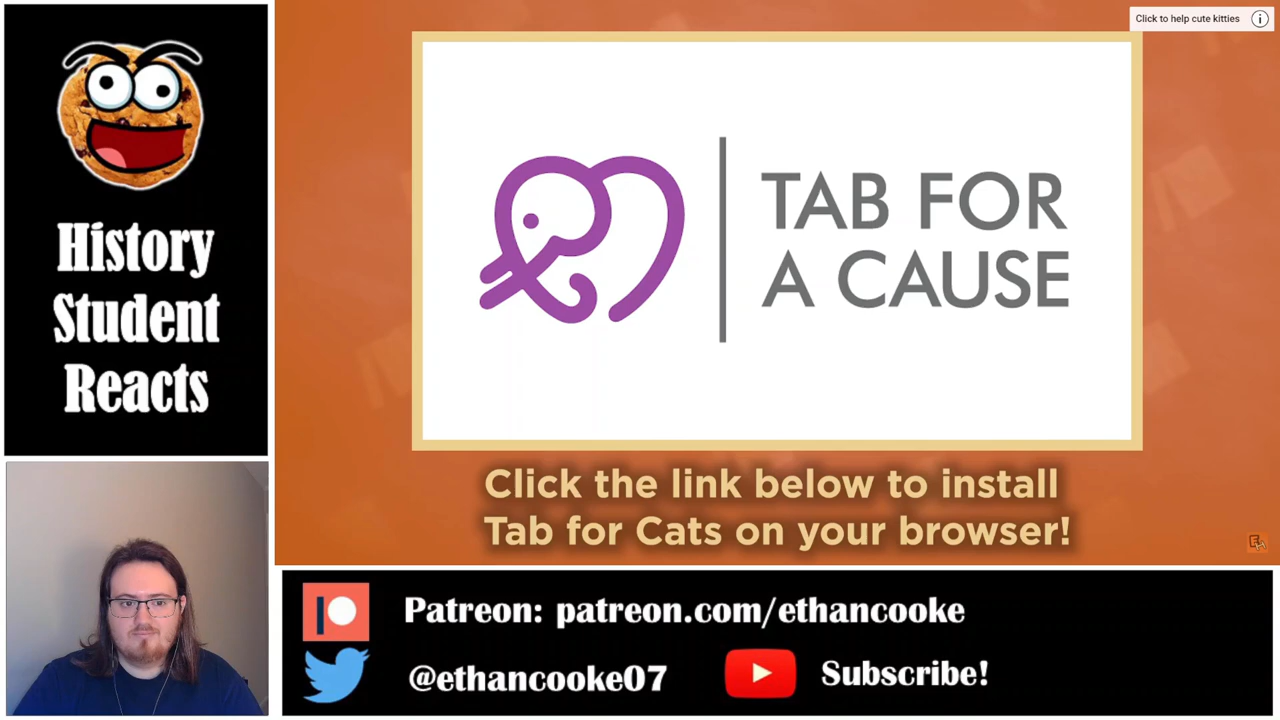 History
Student
Reacts
Click to help cute kitties
TAB FOR
A CAUSE
Click the link below to install
Tab for Cats on your browser!
Patreon: patreon.com/ethancooke
@ethancooke07
Subscribe!